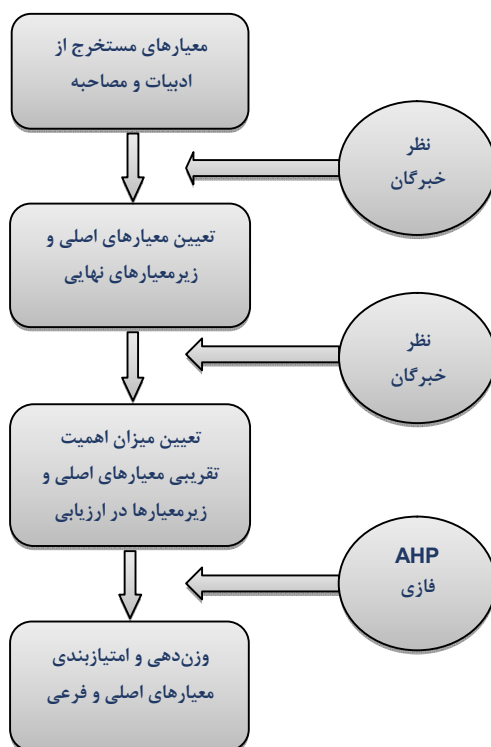 معیارهای مستخرج از
ادبیات و مصاحبه
نظر
خبرگان
تعیین معیارهای اصلی و
زیرمعیارهای نهایی
نظر
خبرگان
تعیین میزان اهمیت
تقریبی معیارهای اصلی و
زیرمعیارها در ارزیابی
AHP
فازی
وزن‌دهی و امتیازبندی
معیارهای اصلی و فرعی